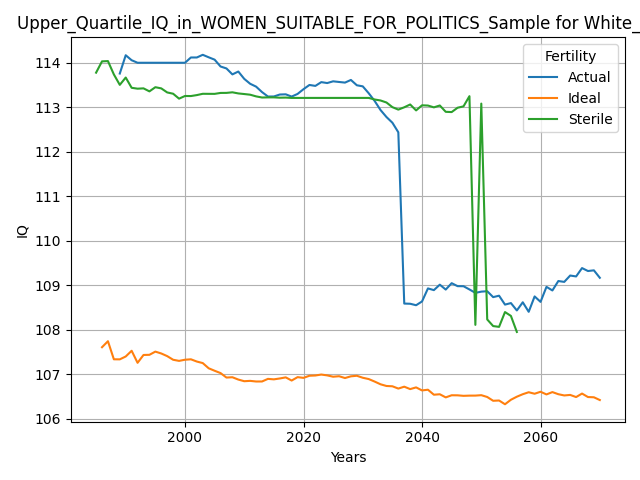 Upper_Quartile_IQ_in_WOMEN_SUITABLE_FOR_POLITICS_Sample for White_
Fertility
Actual
Ideal
Sterile
114
113
112
111
110
109
108
107
106
IQ
2000
2020
2040
2060
Years